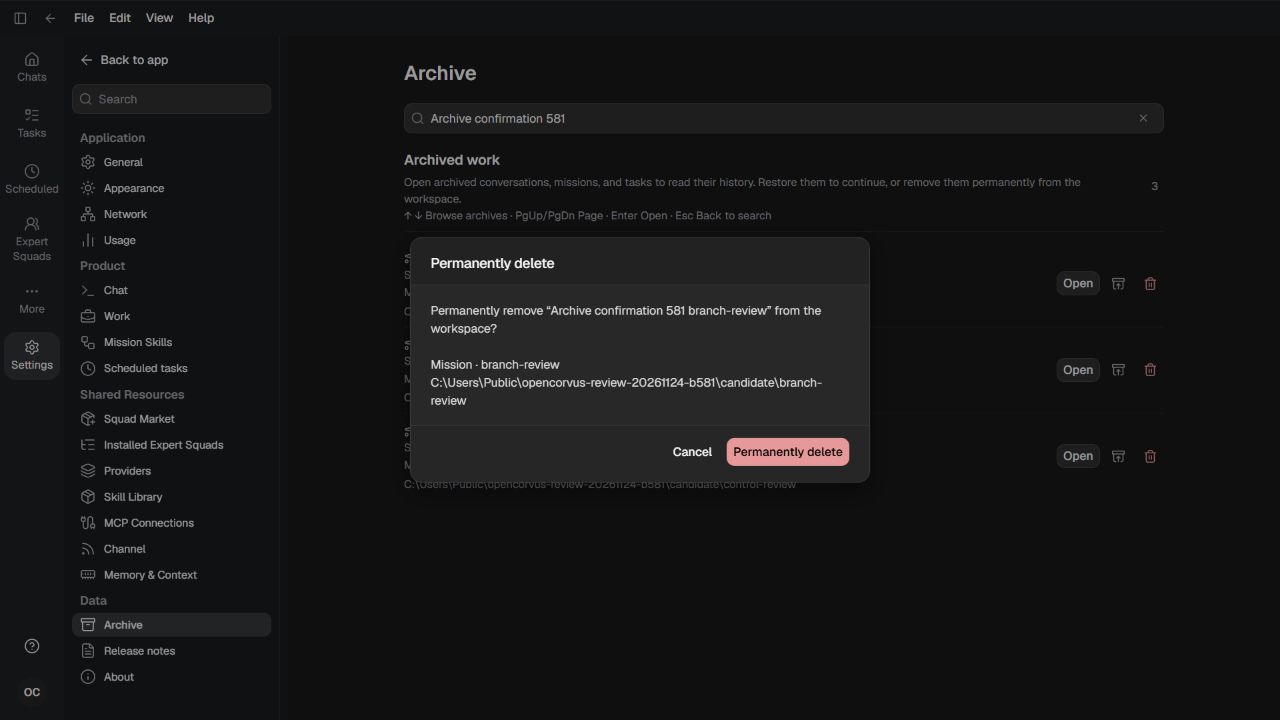 File Edit View Help
Chats
Tasks
Scheduled
Expert
Squads
More
Settings
OC
Back to app
Search
Application
General
Appearance
Network
Usage
Product
Chat
Work
Mission Skills
Scheduled tasks
Shared Resources
Squad Market
Installed Expert Squads
Providers
Skill Library
MCP Connections
Channel
Memory & Context
Data
Archive
Release notes
About
Archive
Archive confirmation 581
Archived work
Open archived conversations, missions, and tasks to read their history. Restore them to continue, or remove them permanently from the
workspace.
3
↑ ↓ Browse archives · PgUp/PgDn Page · Enter Open · Esc Back to search
Open
Open
Open
C:\Users\Public\opencorvus-review-20261124-b581\candidate\control-review
Permanently delete
Permanently remove “Archive confirmation 581 branch-review” from the
workspace?
Mission · branch-review
C:\Users\Public\opencorvus-review-20261124-b581\candidate\branch-
review
Cancel
Permanently delete